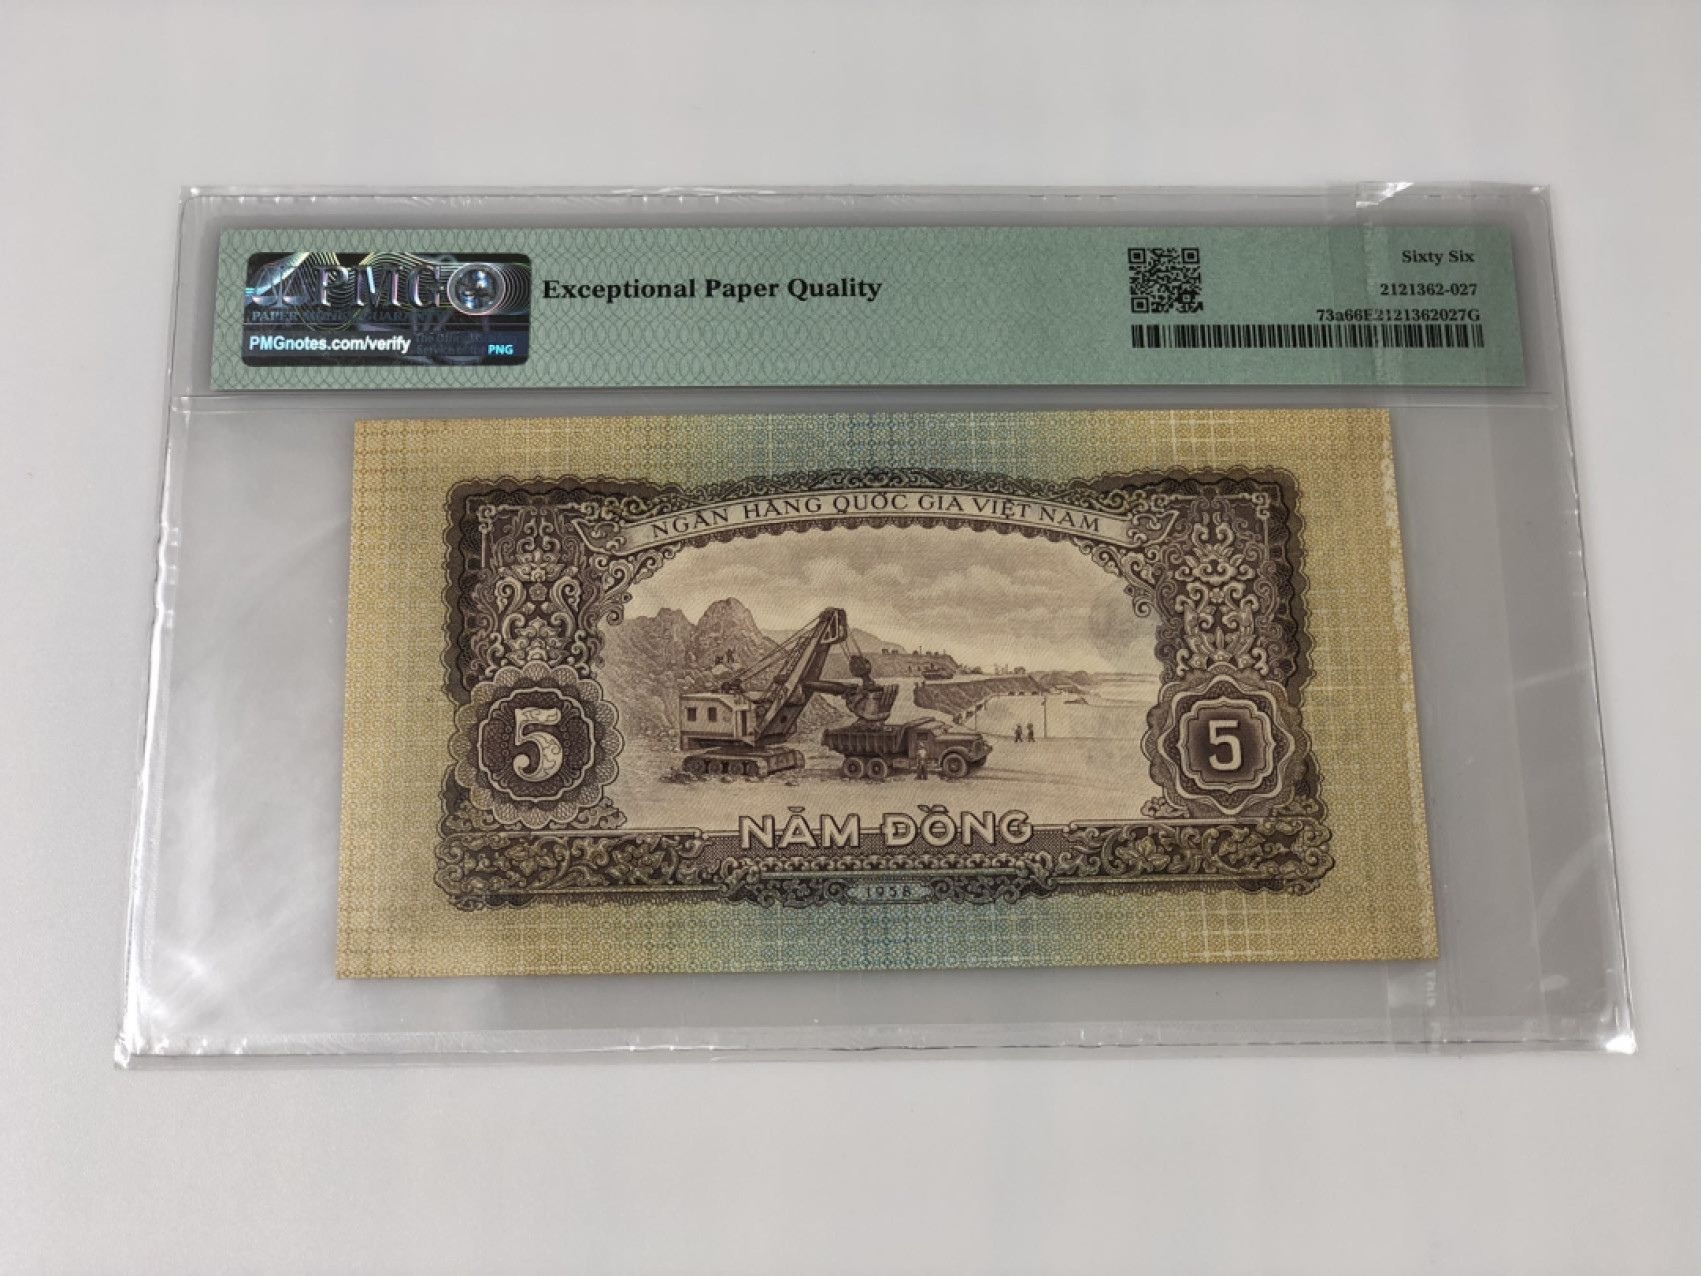 PMG
PAPER MONEY GUARANTY
PMGnotes.com/verify
PNG
Exceptional Paper Quality
Sixty Six
2121362-027
73a66E2121362027G
NGÂN HÀNG QUỐC GIA VIỆT NAM
5
5
NĂM ĐỒNG
1958